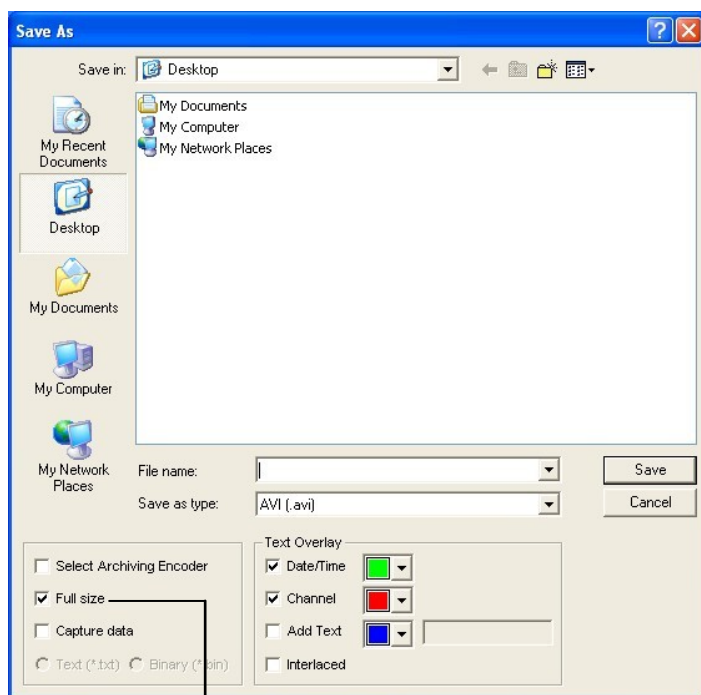 Save As
Save in: Desktop
My Documents
My Computer
My Network Places
My Recent
Documents
Desktop
My Documents
My Computer
My Network
Places
File name:
Save
Save as type: AVI (.avi)
Cancel
Select Archiving Encoder
Full size
Capture data
Text (*.txt) Binary (*.bin)
Text Overlay
Date/Time
Channel
Add Text
Interlaced